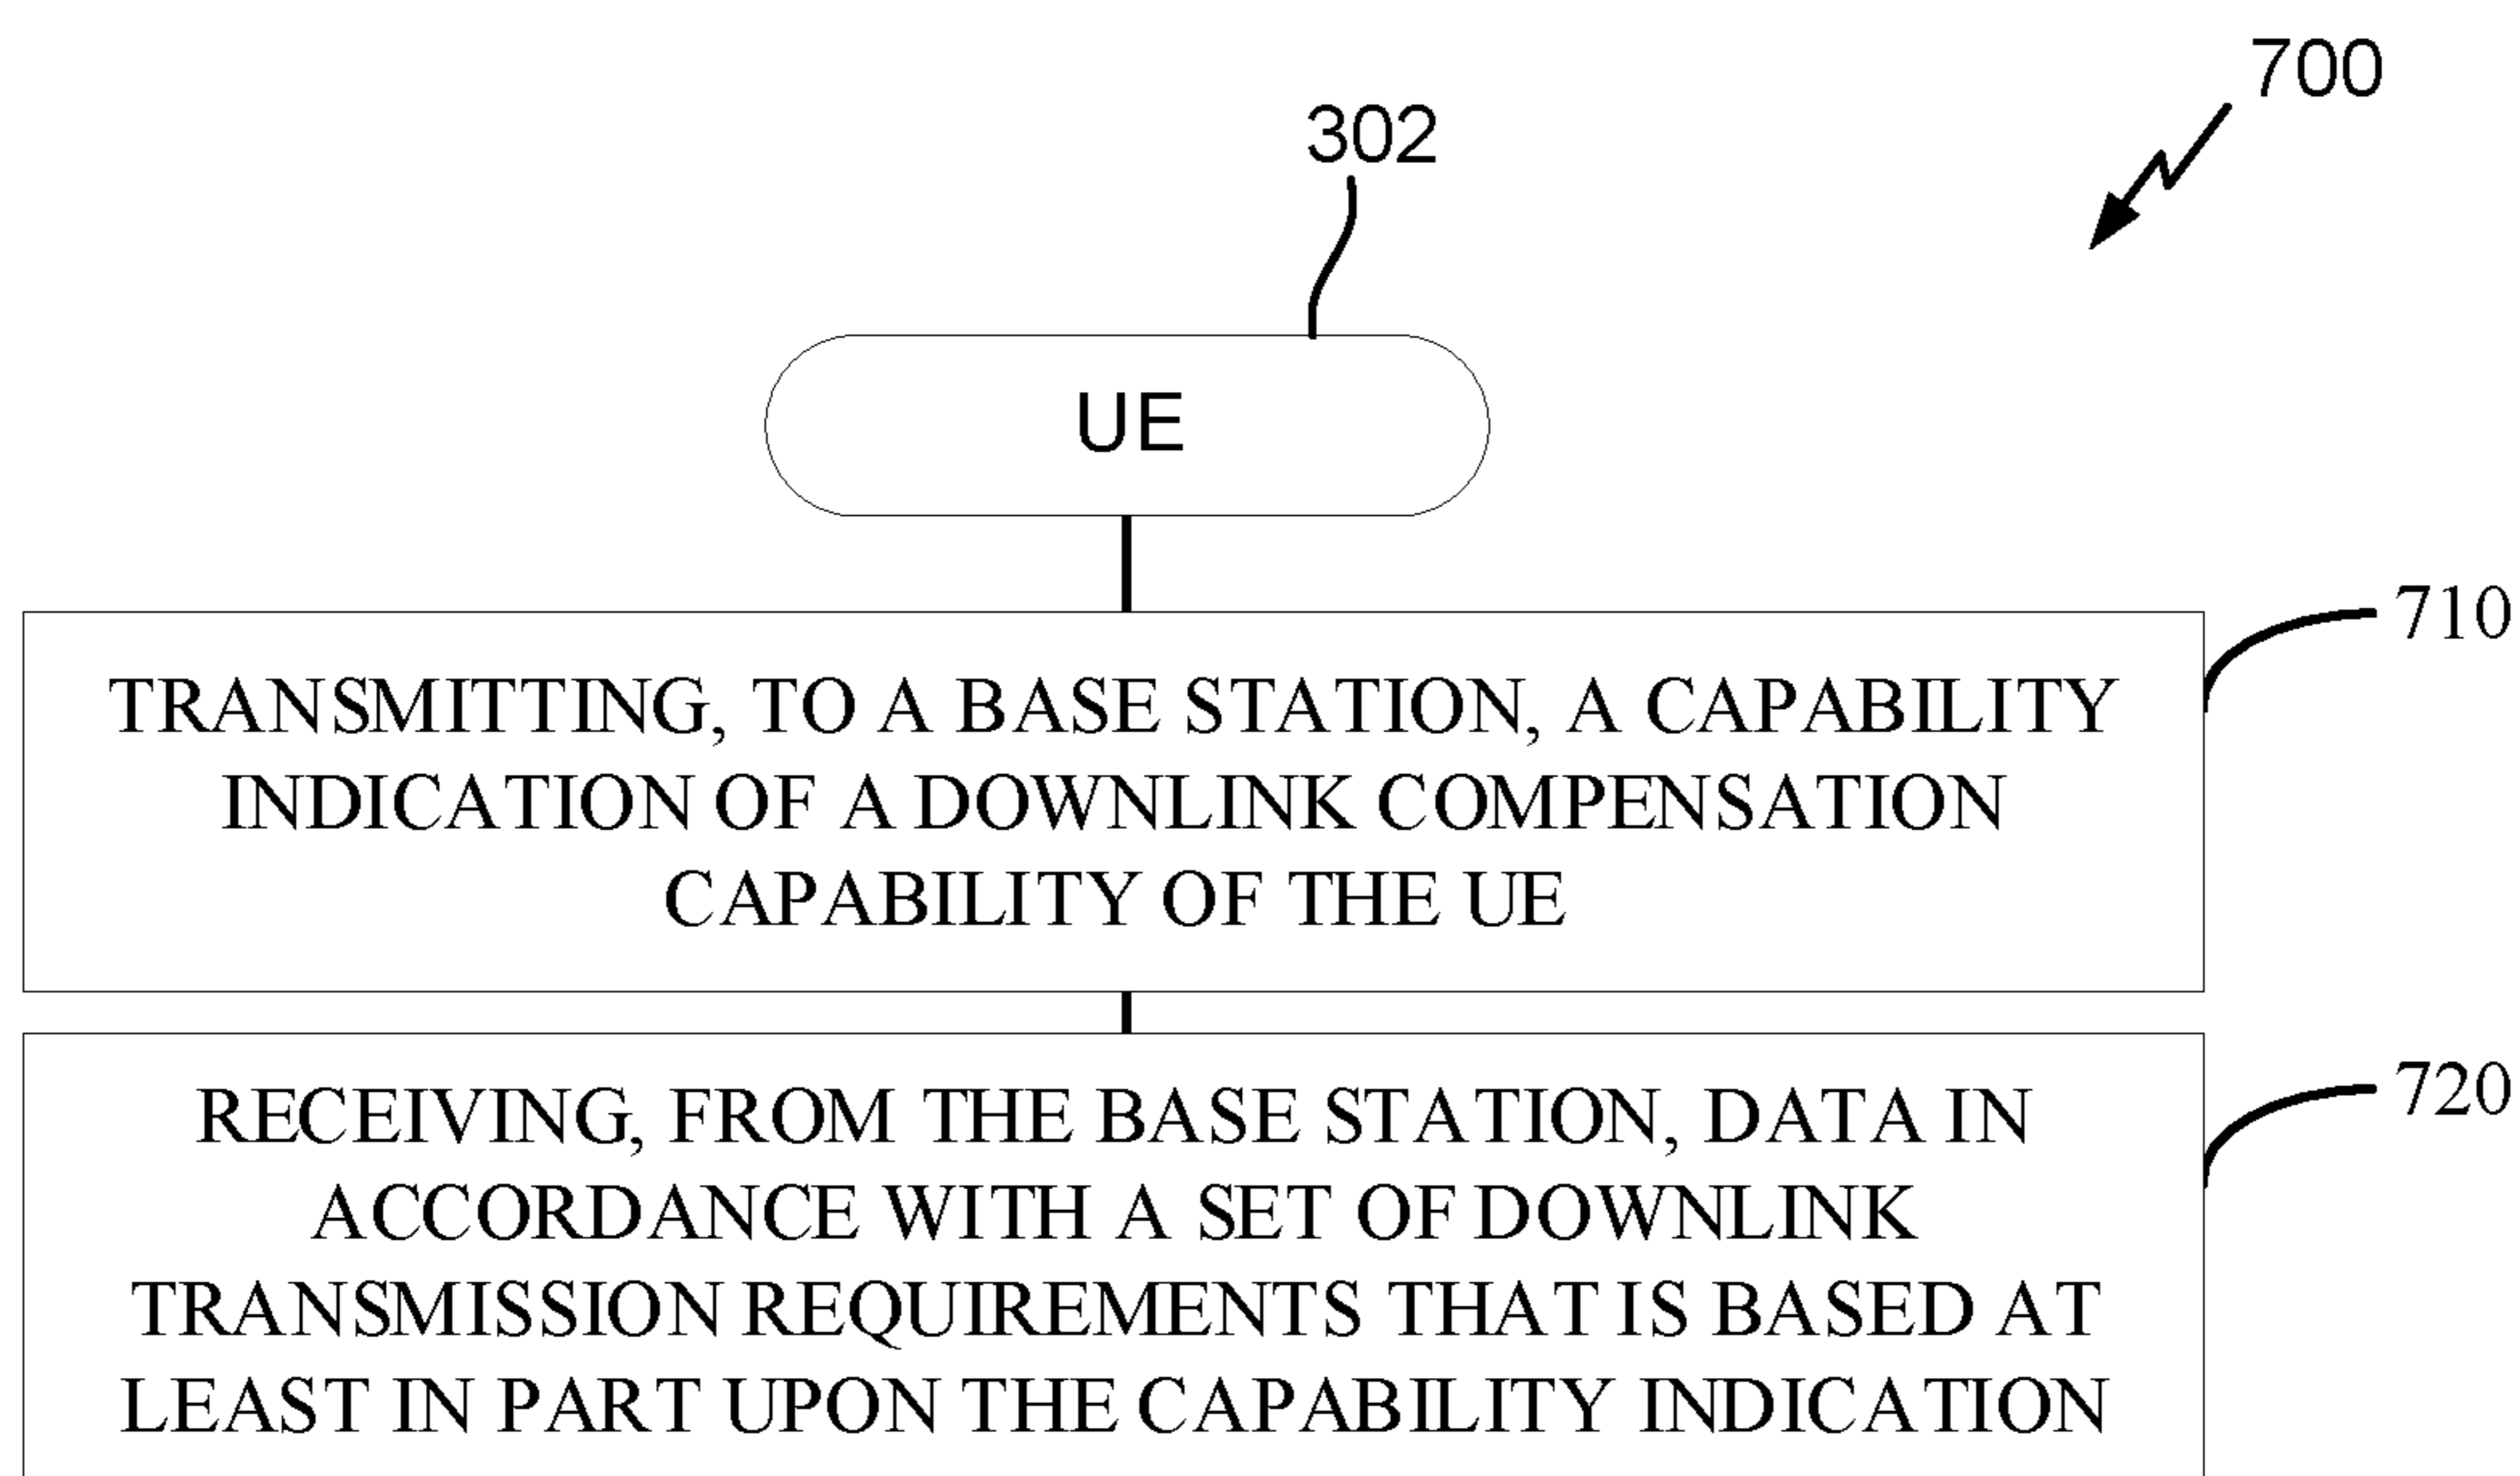 700
302
UE
710
TRANSMITTING, TO A BASE STATION, A CAPABILITY
INDICATION OF A DOWNLINK COMPENSATION
CAPABILITY OF THE UE
720
RECEIVING, FROM THE BASE STATION, DATA IN
ACCORDANCE WITH A SET OF DOWNLINK
TRANSMISSION REQUIREMENTS THAT IS BASED AT
LEAST IN PART UPON THE CAPABILITY INDICATION